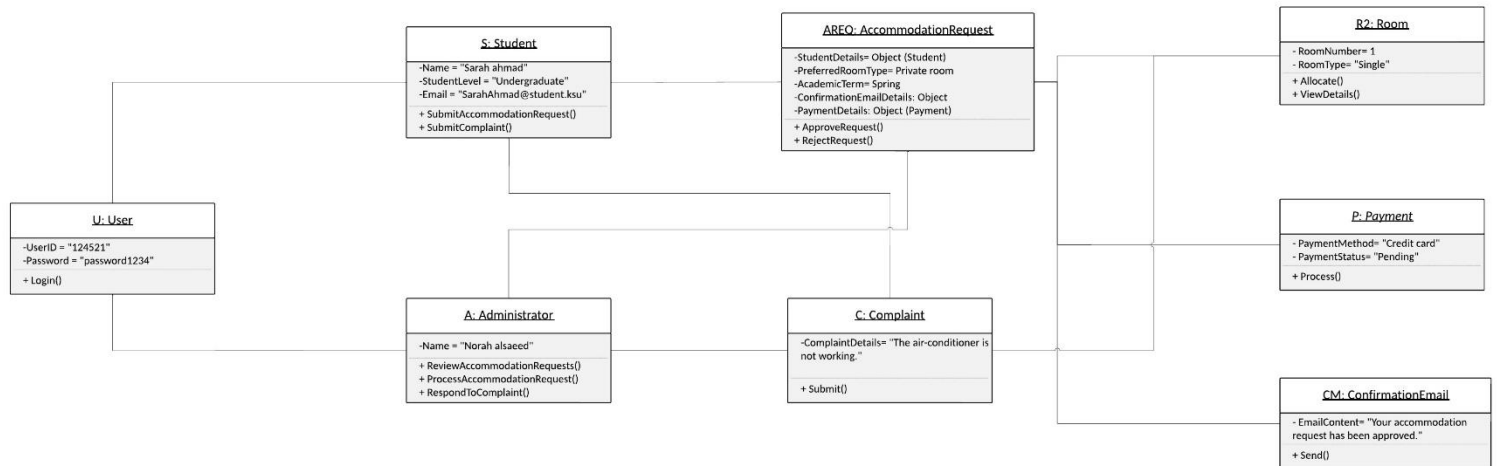 S: Student
-Name = "Sarah ahmad"
-StudentLevel = "Undergraduate"
-Email = "SarahAhmad@student.ksu"
+ SubmitAccommodationRequest()
+ SubmitComplaint()
AREQ: AccommodationRequest
-StudentDetails= Object (Student)
-PreferredRoomType= Private room
-AcademicTerm= Spring
-ConfirmationEmailDetails: Object
-PaymentDetails: Object (Payment)
+ ApproveRequest()
+ RejectRequest()
R2: Room
- RoomNumber= 1
- RoomType= "Single"
+ Allocate()
+ ViewDetails()
U: User
-UserID = "124521"
-Password = "password1234"
+ Login()
P: Payment
- PaymentMethod= "Credit card"
- PaymentStatus= "Pending"
+ Process()
A: Administrator
-Name = "Norah alsaeed"
+ ReviewAccommodationRequests()
+ ProcessAccommodationRequest()
+ RespondToComplaint()
C: Complaint
-ComplaintDetails= "The air-conditioner is
not working."
+ Submit()
CM: ConfirmationEmail
- EmailContent= "Your accommodation
request has been approved."
+ Send()